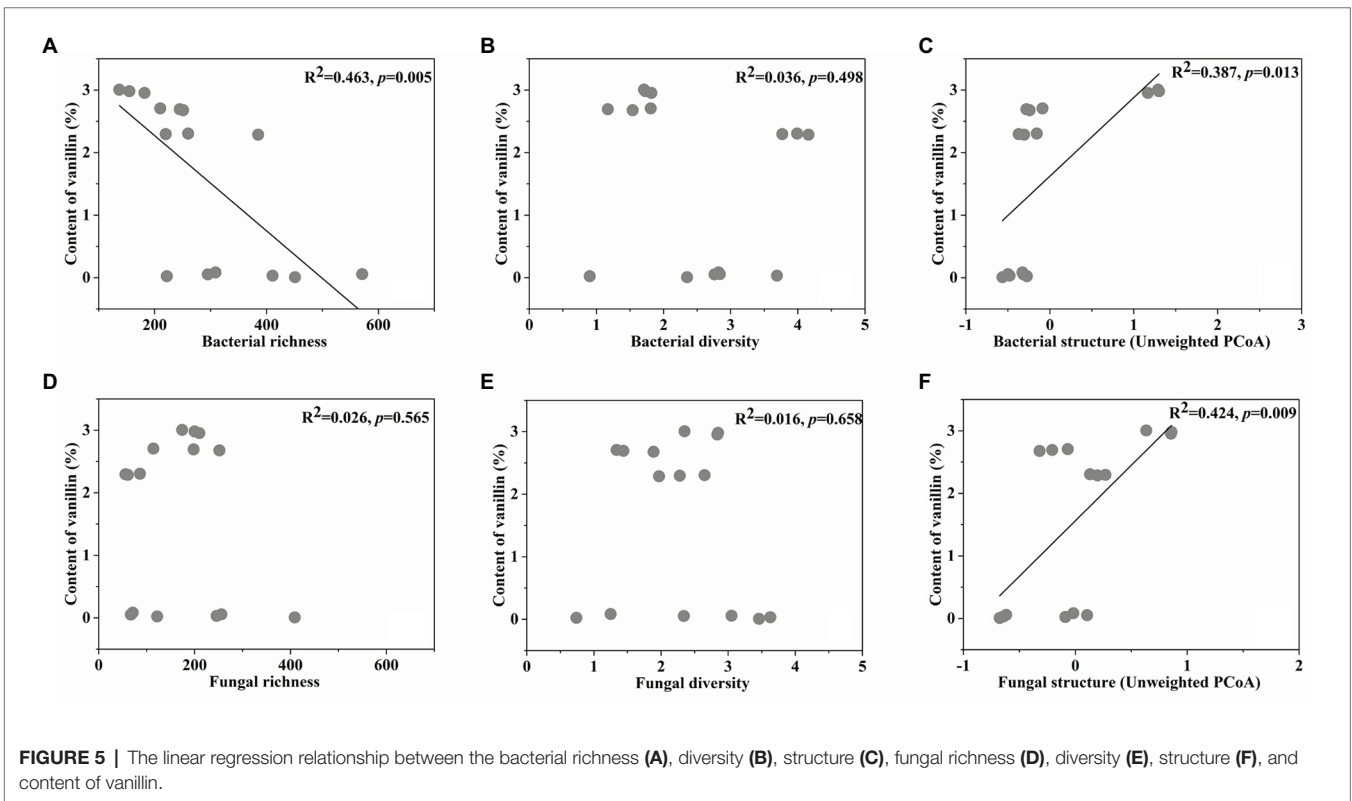 A
R²=0.463, p=0.005
Content of vanillin (%)
3
2
1
0
200 400 600
Bacterial richness
B
R²=0.036, p=0.498
Content of vanillin (%)
3
2
1
0
0 1 2 3 4 5
Bacterial diversity
C
R²=0.387, p=0.013
Content of vanillin (%)
3
2
1
0
-1 0 1 2 3
Bacterial structure (Unweighted PCoA)
D
R²=0.026, p=0.565
Content of vanillin (%)
3
2
1
0
0 200 400 600
Fungal richness
E
R²=0.016, p=0.658
Content of vanillin (%)
3
2
1
0
0 1 2 3 4 5
Fungal diversity
F
R²=0.424, p=0.009
Content of vanillin (%)
3
2
1
0
-1 0 1 2
Fungal structure (Unweighted PCoA)
FIGURE 5 | The linear regression relationship between the bacterial richness (A), diversity (B), structure (C), fungal richness (D), diversity (E), structure (F), and
content of vanillin.